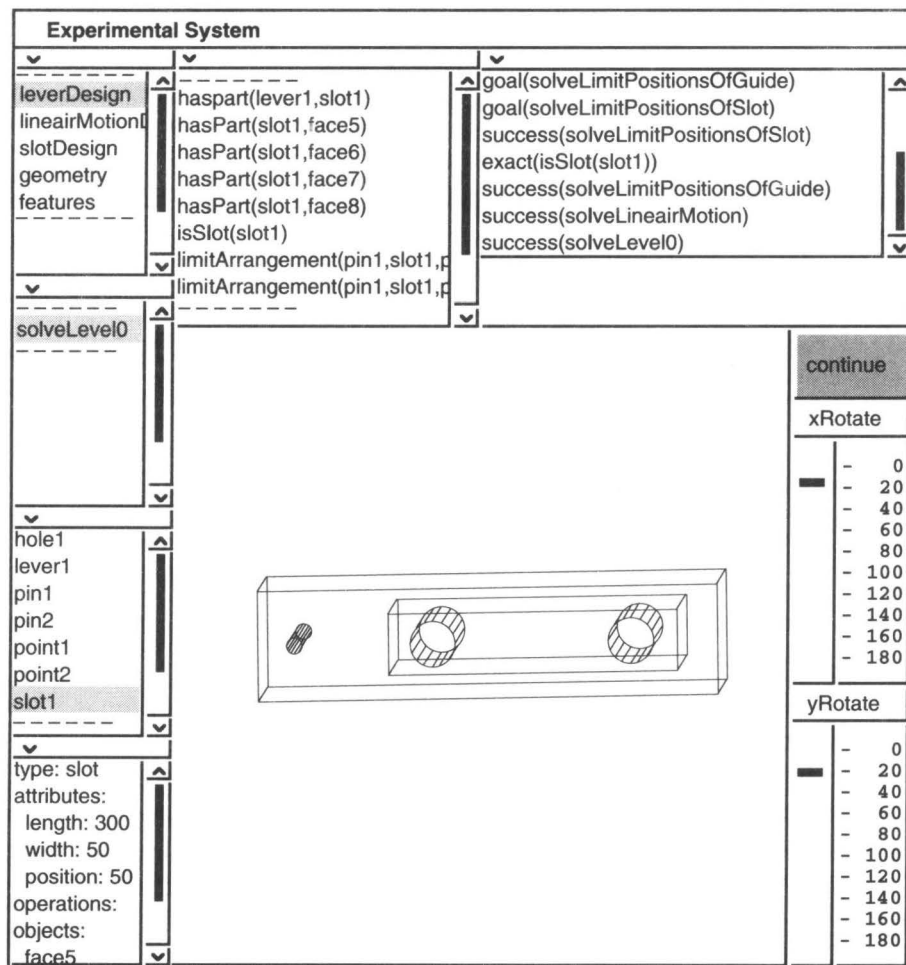 Experimental System
leverDesign
lineairMotionD
slotDesign
geometry
features
haspart(lever1,slot1)
hasPart(slot1,face5)
hasPart(slot1,face6)
hasPart(slot1,face7)
hasPart(slot1,face8)
isSlot(slot1)
limitArrangement(pin1,slot1,p
limitArrangement(pin1,slot1,p
goal(solveLimitPositionsOfGuide)
goal(solveLimitPositionsOfSlot)
success(solveLimitPositionsOfSlot)
exact(isSlot(slot1))
success(solveLimitPositionsOfGuide)
success(solveLineairMotion)
success(solveLevel0)
solveLevel0
hole1
lever1
pin1
pin2
point1
point2
slot1
type: slot
attributes:
length: 300
width: 50
position: 50
operations:
objects:
face5
continue
xRotate
- 0
- 20
- 40
- 60
- 80
- 100
- 120
- 140
- 160
- 180
yRotate
- 0
- 20
- 40
- 60
- 80
- 100
- 120
- 140
- 160
- 180